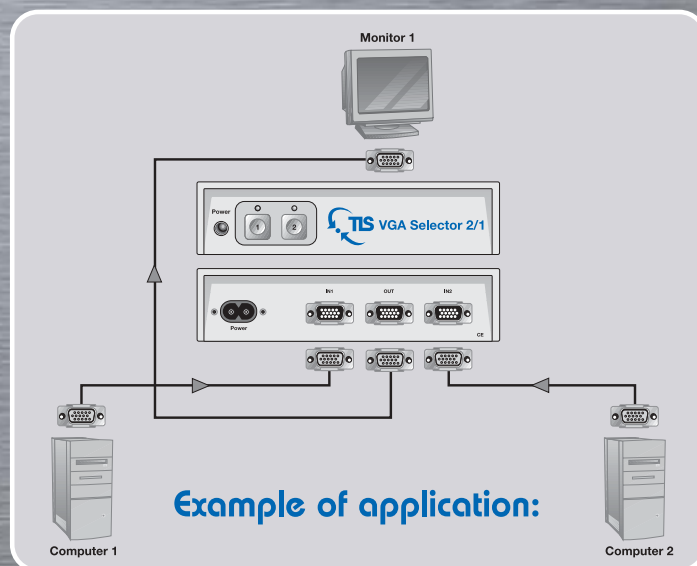 Monitor 1
Power
1 2
TLS VGA Selector 2/1
IN1 OUT IN2
Power
CE
Example of application:
Computer 1 Computer 2